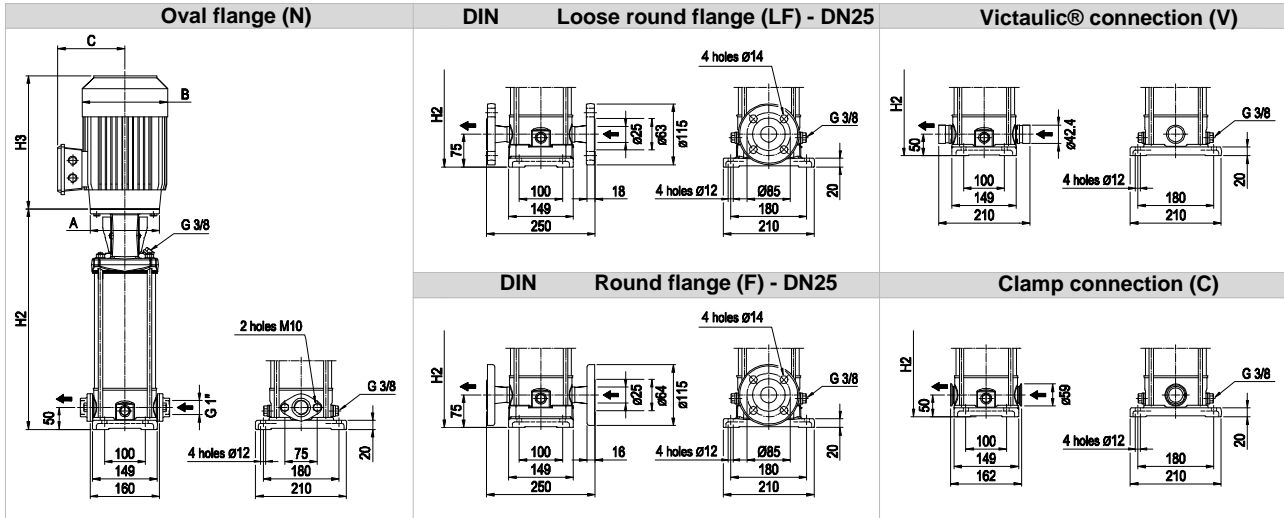 Oval flange (N)
C
B
H3
A
G 3/8
H2
2 holes M10
G 1"
G 3/8
50
20
100
4 holes Ø12
75
149
180
160
210
DIN Loose round flange (LF) - DN25
4 holes Ø14
H2
75
Ø25
Ø63
Ø115
G 3/8
100
18
4 holes Ø12
Ø85
20
149
180
250
210
Victaulic® connection (V)
H2
50
Ø42.4
G 3/8
100
4 holes Ø12
180
20
149
210
210
DIN Round flange (F) - DN25
4 holes Ø14
H2
75
Ø25
Ø64
Ø115
G 3/8
100
16
4 holes Ø12
Ø85
20
149
180
250
210
Clamp connection (C)
H2
50
Ø59
G 3/8
100
4 holes Ø12
180
20
149
162
210